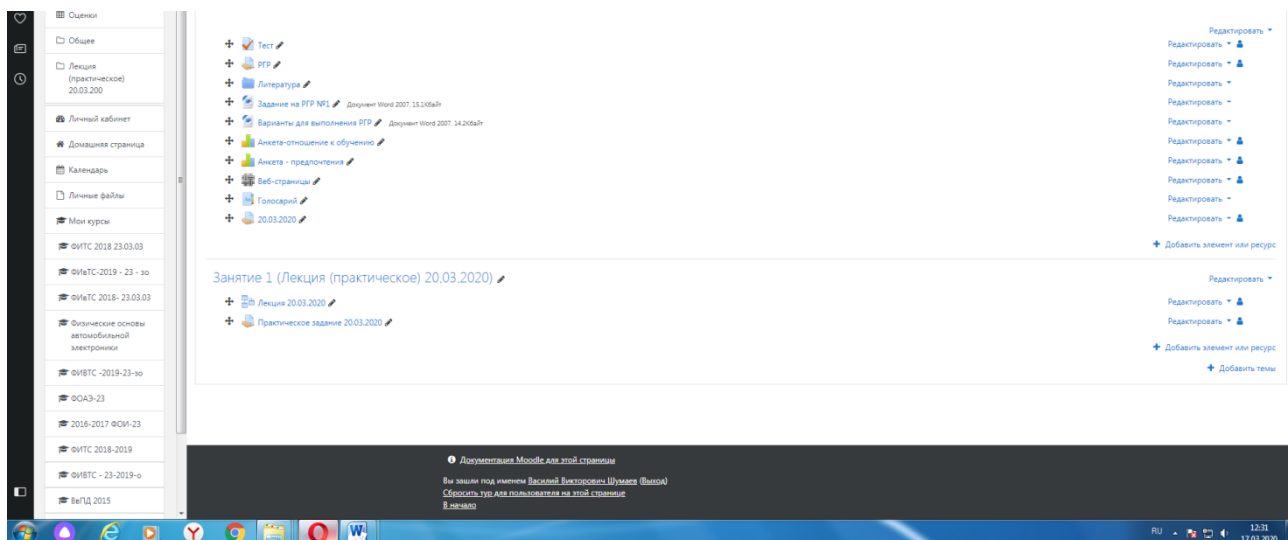 Оценки
Общее
Лекция
(практическое)
20.03.200
Личный кабинет
Домашняя страница
Календарь
Личные файлы
Мои курсы
ФИТС 2018 23.03.03
ФИвТС-2019 - 23 - зо
ФИвТС 2018- 23.03.03
Физические основы
автомобильной
электроники
ФИВТС -2019-23-зо
ФОАЭ-23
2016-2017 ФОИ-23
ФИТС 2018-2019
ФИВТС - 23-2019-о
ВвПД 2015
Редактировать
Тест Редактировать
РГР Редактировать
Литература Редактировать
Задание на РГР №1 Документ Word 2007, 15,1Кбайт Редактировать
Варианты для выполнения РГР Документ Word 2007, 14,2Кбайт Редактировать
Анкета-отношение к обучению Редактировать
Анкета - предпочтения Редактировать
Веб-страницы Редактировать
Голосарий Редактировать
20.03.2020 Редактировать
Добавить элемент или ресурс
Занятие 1 (Лекция (практическое) 20,03,2020) Редактировать
Лекция 20.03.2020 Редактировать
Практическое задание 20.03.2020 Редактировать
Добавить элемент или ресурс
Добавить темы
Документация Moodle для этой страницы
Вы зашли под именем Василий Викторович Шумаев (Выход)
Сбросить тур для пользователя на этой странице
В начало
RU 12:31
17.03.2020